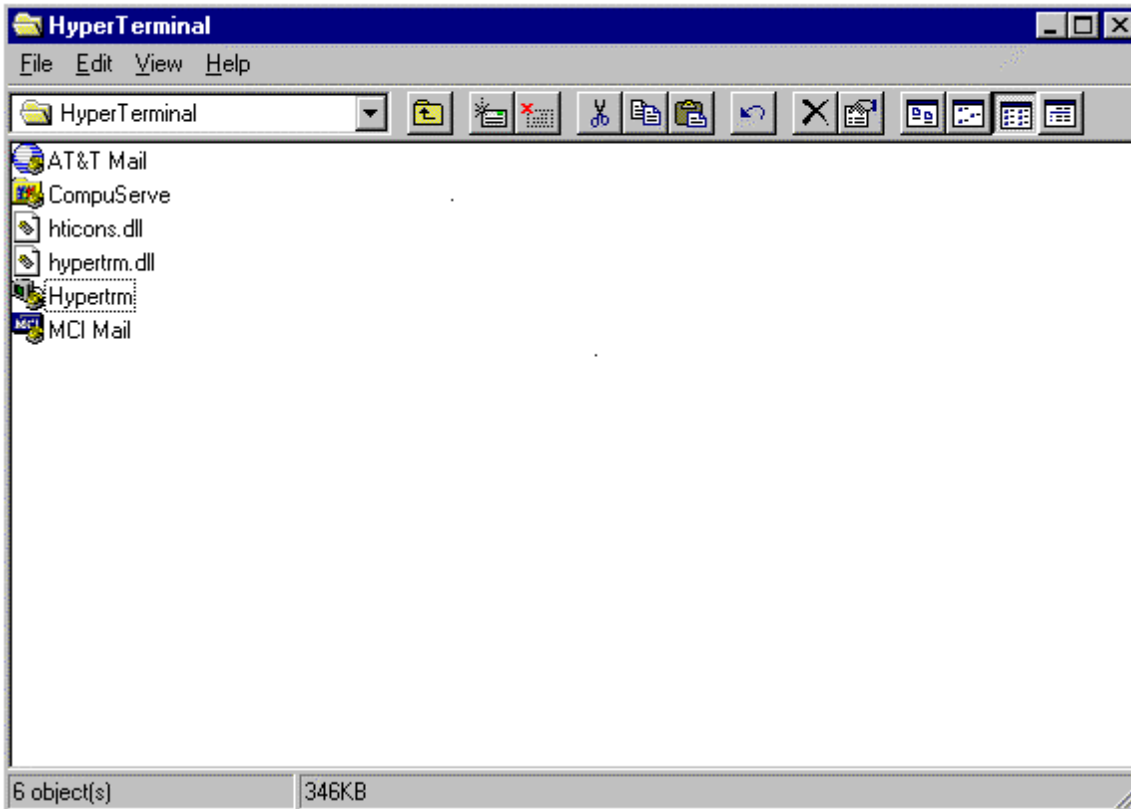 HyperTerminal
File Edit View Help
HyperTerminal
AT&T Mail
CompuServe
hticons.dll
hypertrm.dll
Hypertrm
MCI Mail
6 object(s) 346KB